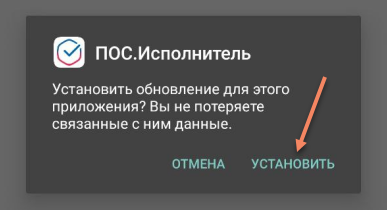 ПОС.Исполнитель
Установить обновление для этого
приложения? Вы не потеряете
связанные с ним данные.
ОТМЕНА УСТАНОВИТЬ